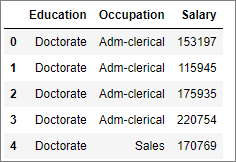 Education Occupation Salary
0 Doctorate Adm-clerical 153197
1 Doctorate Adm-clerical 115945
2 Doctorate Adm-clerical 175935
3 Doctorate Adm-clerical 220754
4 Doctorate Sales 170769